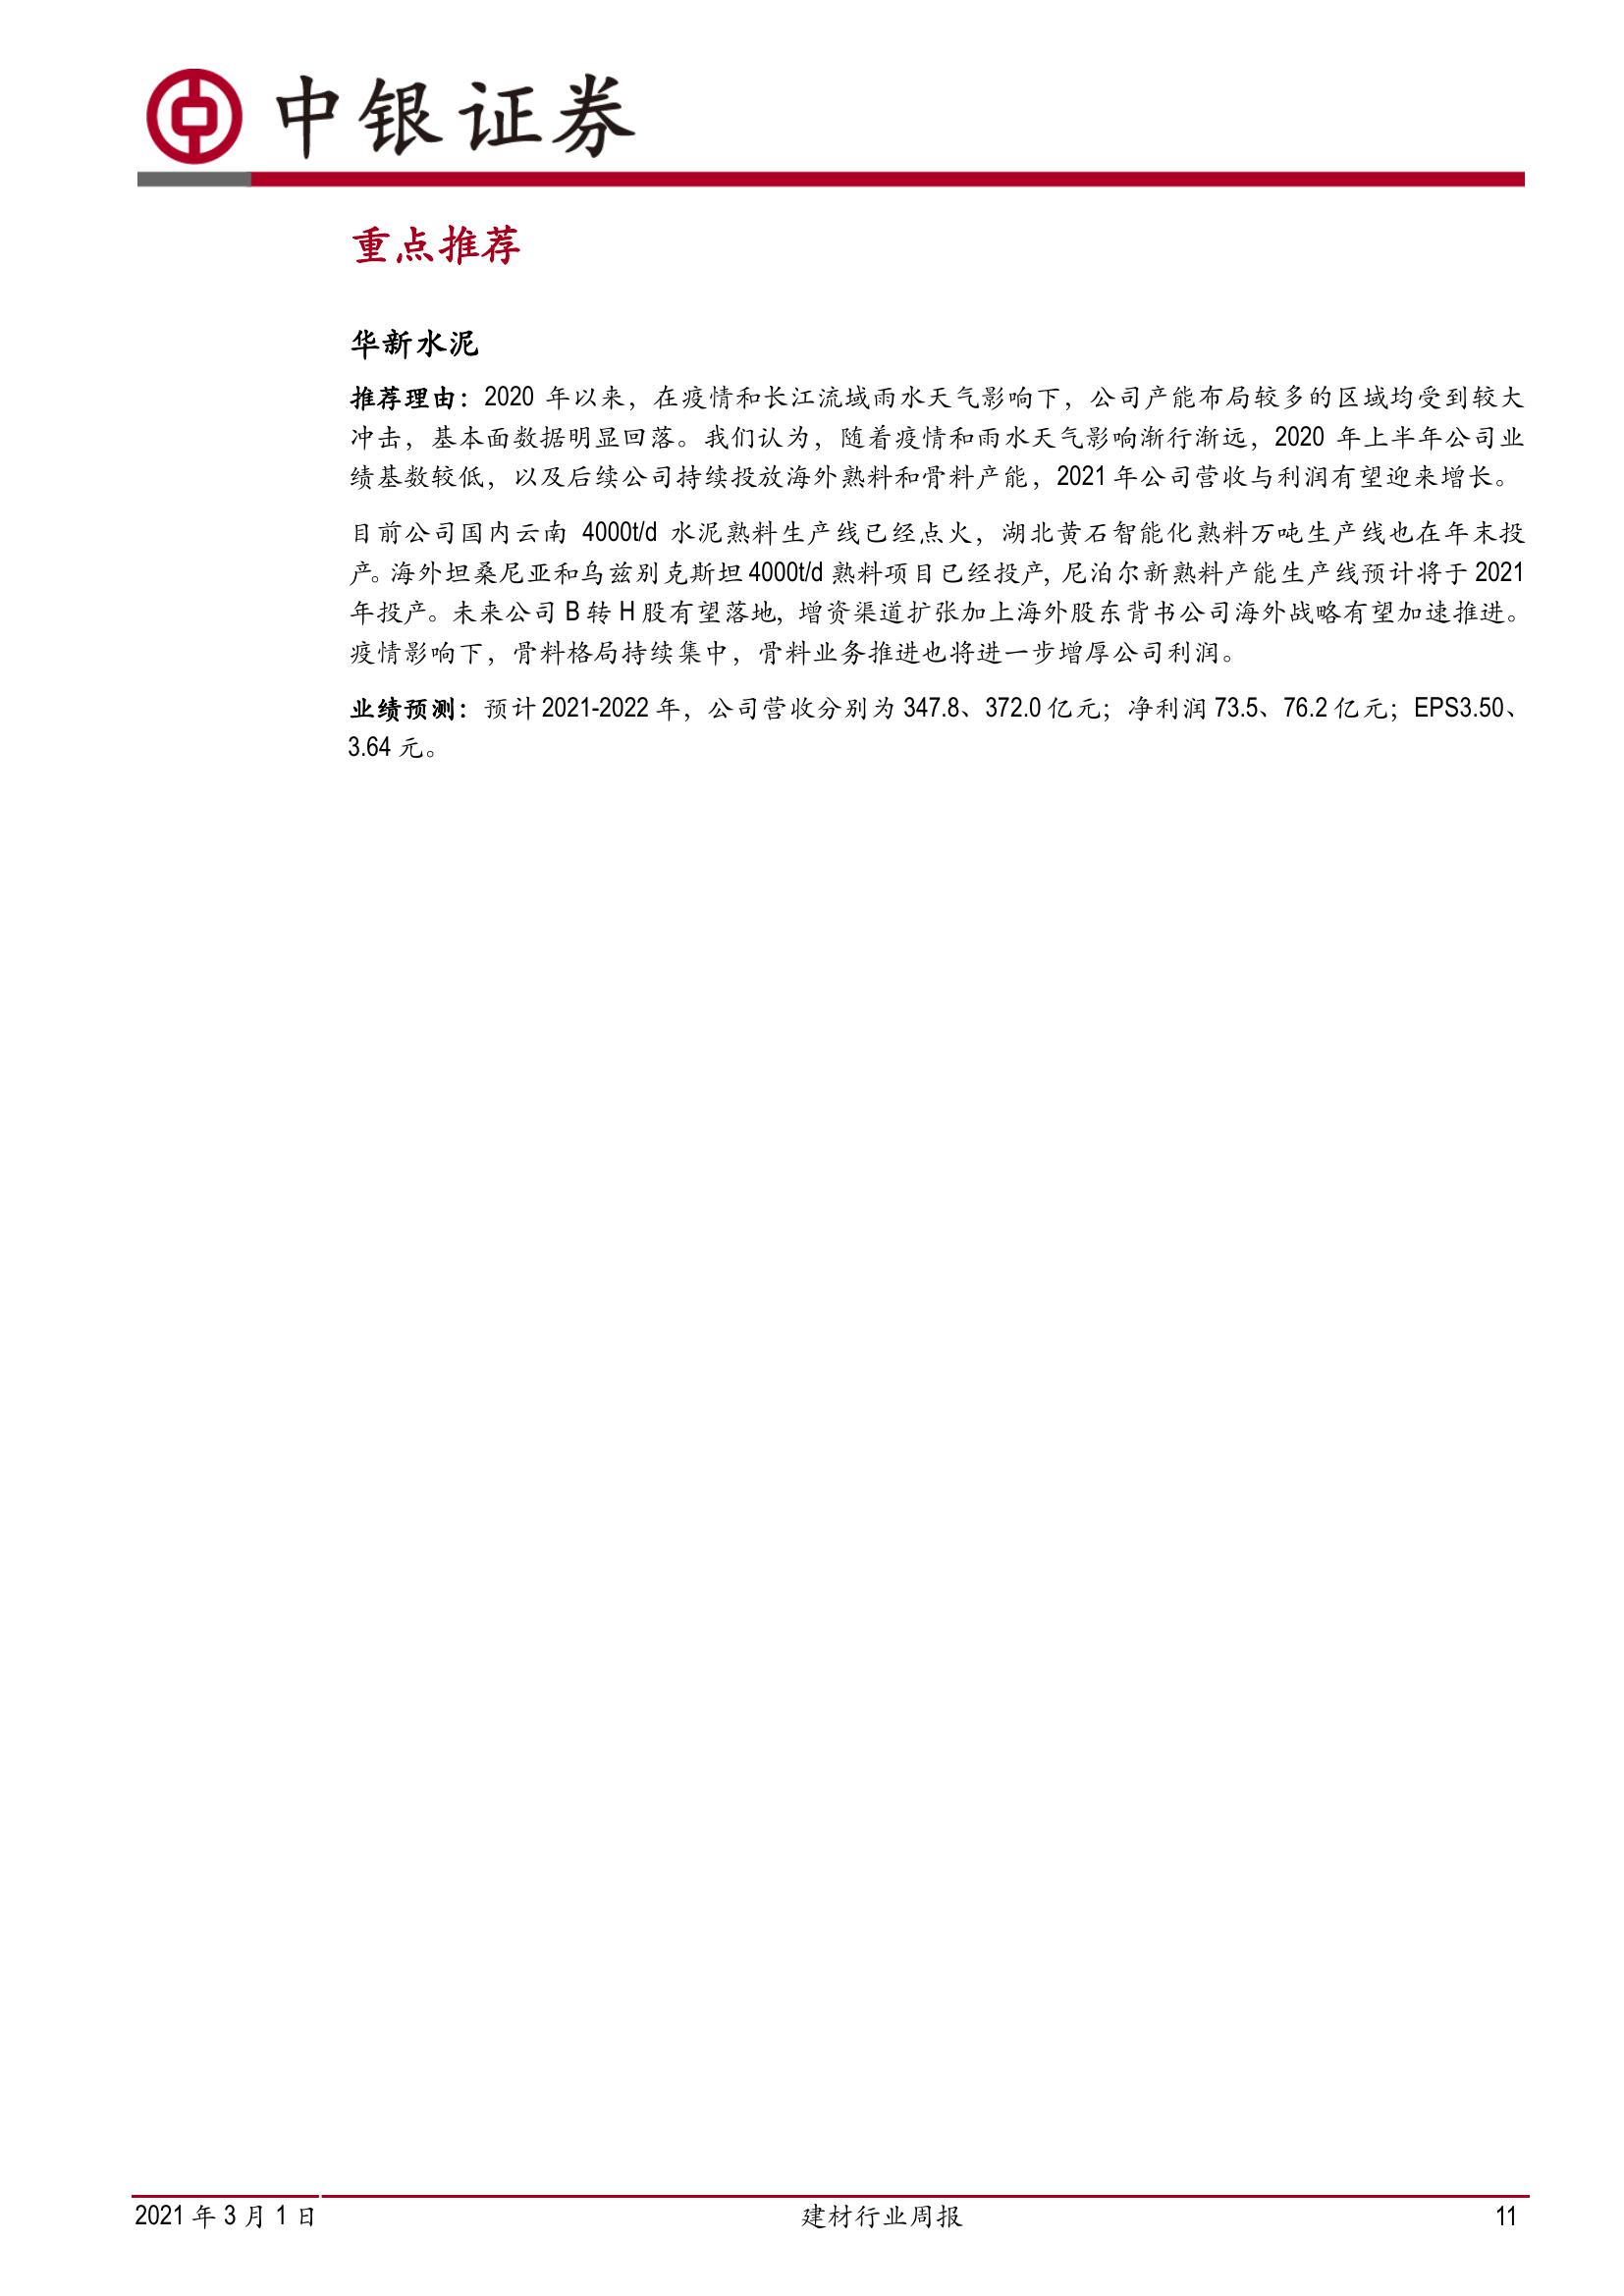 中银证券
重点推荐
华新水泥
推荐理由：2020 年以来，在疫情和长江流域雨水天气影响下，公司产能布局较多的区域均受到较大
冲击，基本面数据明显回落。我们认为，随着疫情和雨水天气影响渐行渐远，2020 年上半年公司业
绩基数较低，以及后续公司持续投放海外熟料和骨料产能，2021 年公司营收与利润有望迎来增长。
目前公司国内云南 4000t/d 水泥熟料生产线已经点火，湖北黄石智能化熟料万吨生产线也在年末投
产。海外坦桑尼亚和乌兹别克斯坦 4000t/d 熟料项目已经投产，尼泊尔新熟料产能生产线预计将于 2021
年投产。未来公司 B 转 H 股有望落地，增资渠道扩张加上海外股东背书公司海外战略有望加速推进。
疫情影响下，骨料格局持续集中，骨料业务推进也将进一步增厚公司利润。
业绩预测：预计 2021-2022 年，公司营收分别为 347.8、372.0 亿元；净利润 73.5、76.2 亿元；EPS3.50、
3.64 元。
2021 年 3 月 1 日 建材行业周报 11